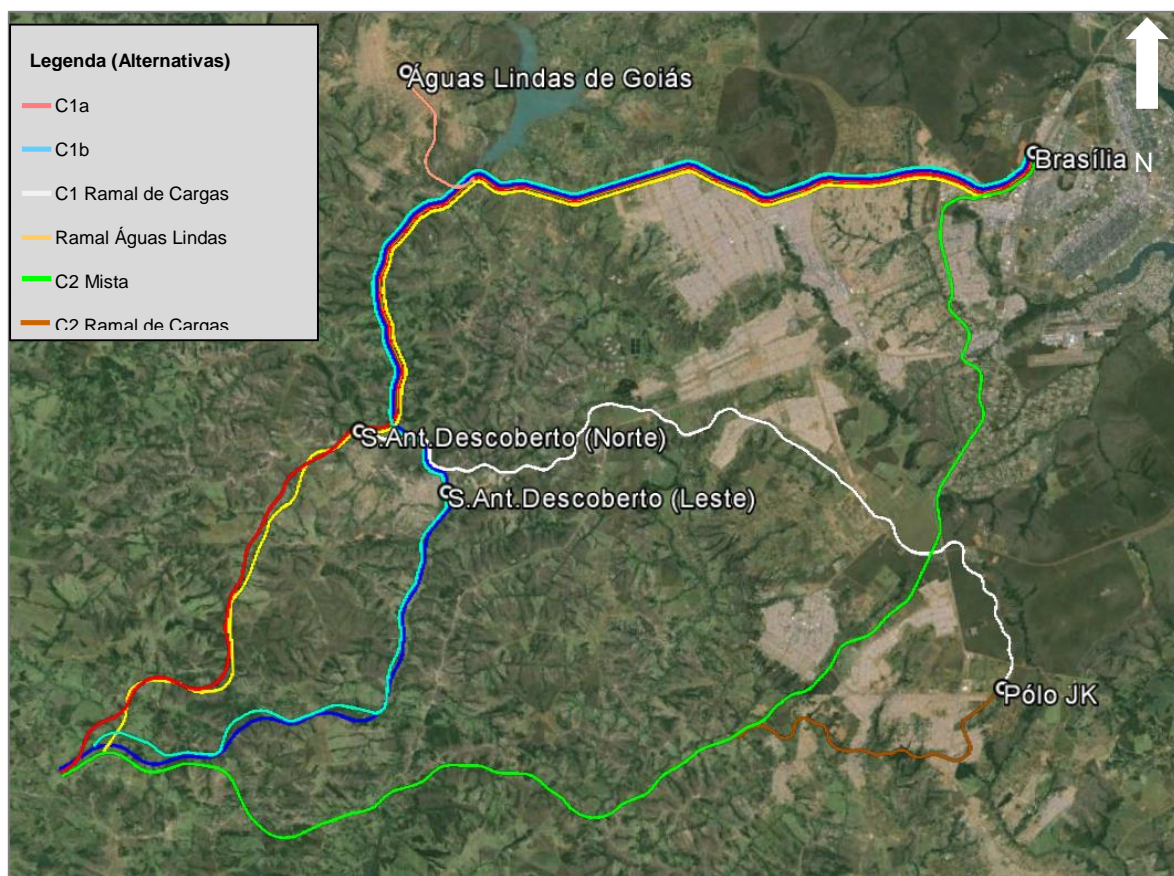 Legenda (Alternativas)
C1a
C1b
C1 Ramal de Cargas
Ramal Águas Lindas
C2 Mista
C2 Ramal de Cargas
Águas Lindas de Goiás
Brasília
N
S.Ant.Descoberto (Norte)
S.Ant.Descoberto (Leste)
Pólo JK